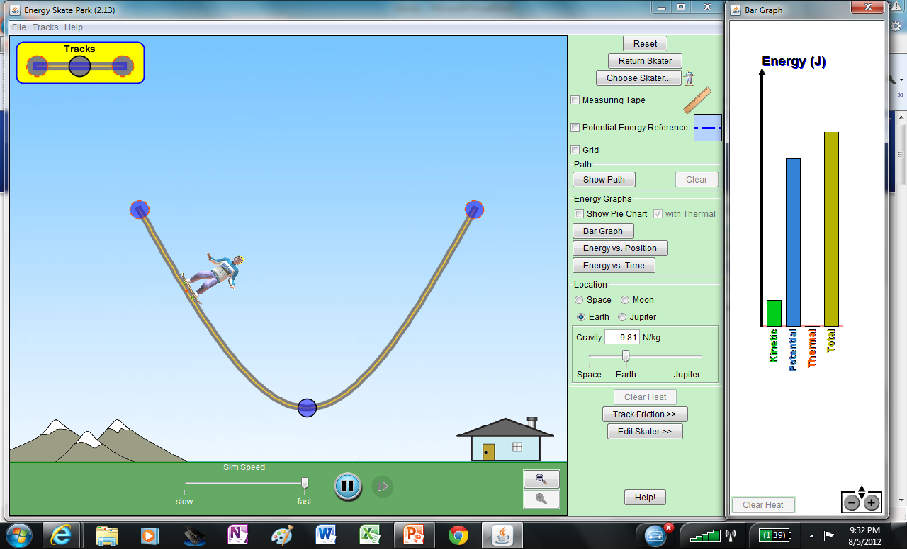 Energy Skate Park (2.13)
File Tracks Help
Tracks
Reset
Return Skater
Choose Skater...
Measuring Tape
Potential Energy Reference
Grid
Path
Show Path
Clear
Energy Graphs
Show Pie Chart with Thermal
Bar Graph
Energy vs. Position
Energy vs. Time
Location
Space Moon
Earth Jupiter
Gravity 9.81 N/kg
Space Earth Jupiter
Clear Heat
Track Friction >>
Edit Skater >>
Help!
Sim Speed
slow fast
Bar Graph
Energy (J)
Kinetic
Potential
Thermal
Total
Clear Heat
9:32 PM
8/5/2012